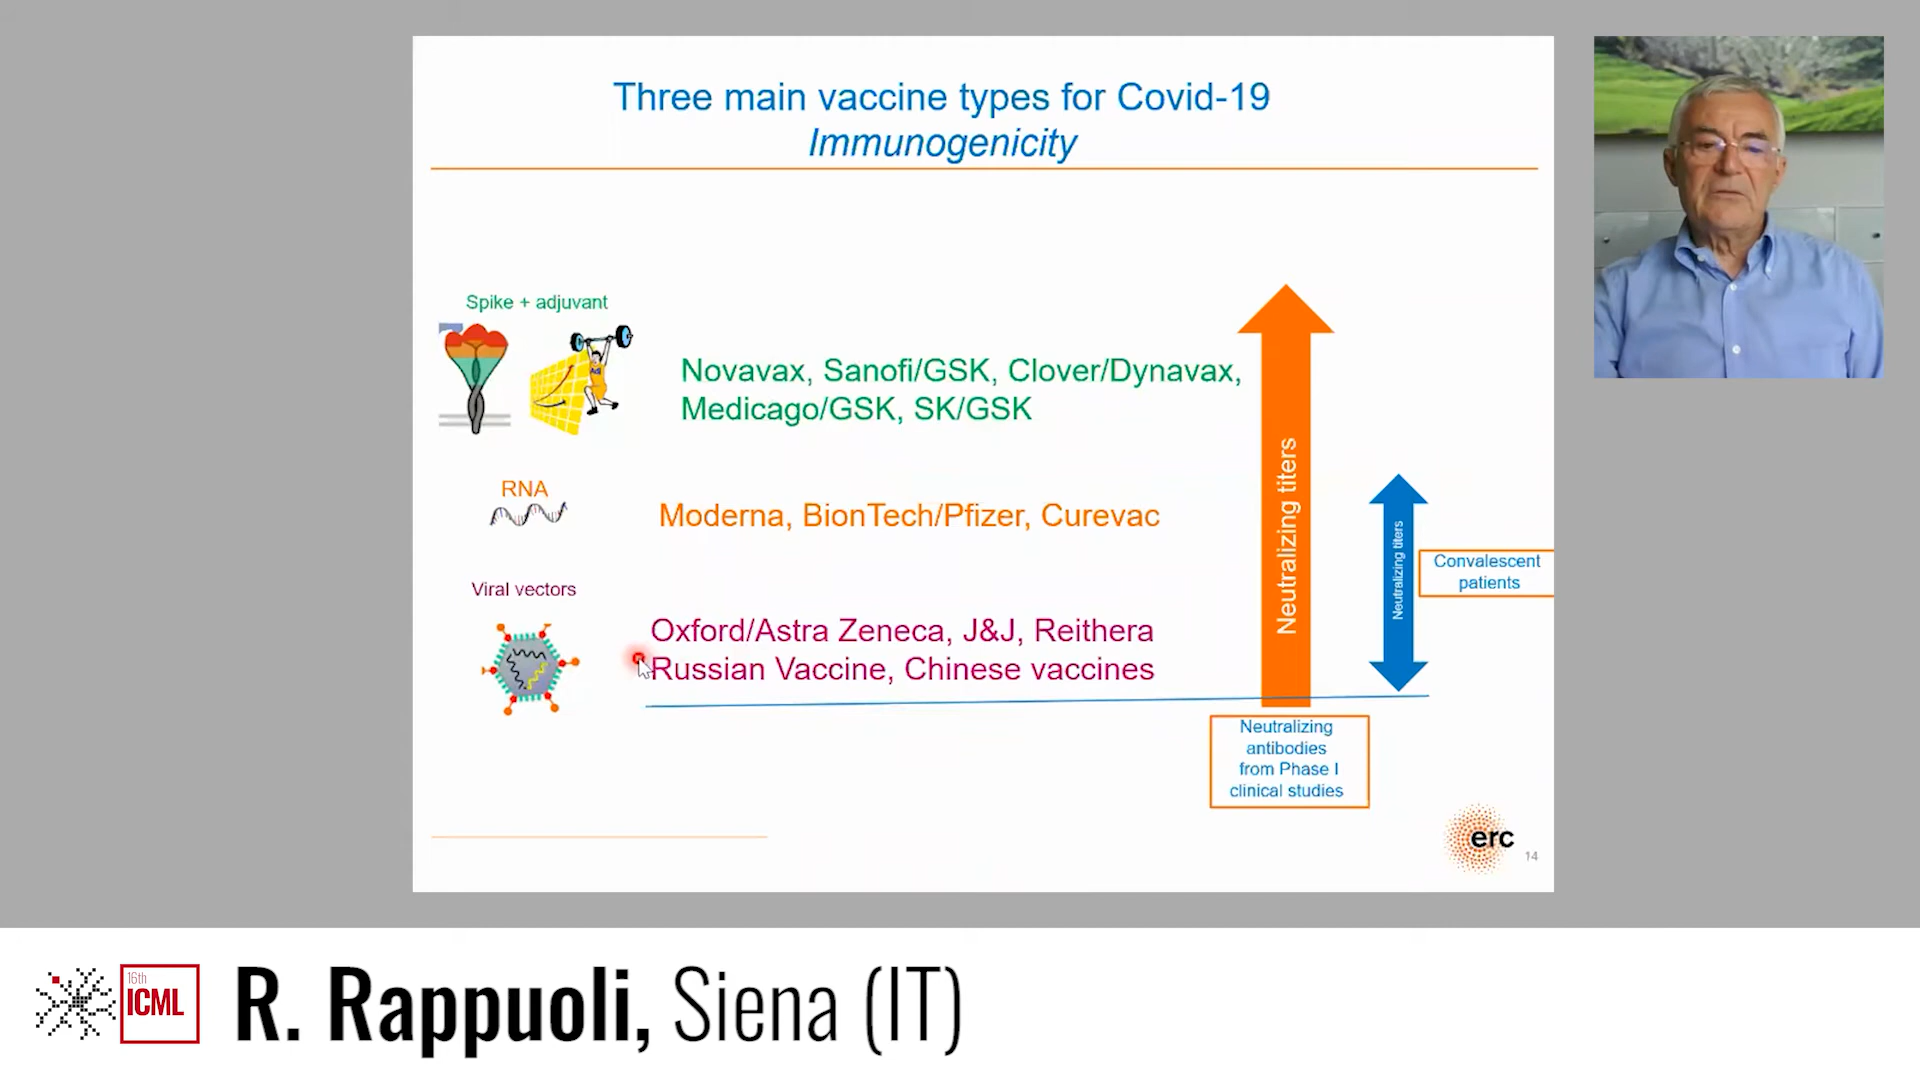 Three main vaccine types for Covid-19
Immunogenicity
Spike + adjuvant
Novavax, Sanofi/GSK, Clover/Dynavax,
Medicago/GSK, SK/GSK
RNA
Moderna, BionTech/Pfizer, Curevac
Viral vectors
Oxford/Astra Zeneca, J&J, Reithera
Russian Vaccine, Chinese vaccines
Neutralizing titers
Neutralizing titers
Convalescent
patients
Neutralizing
antibodies
from Phase I
clinical studies
erc
14
16th
ICML
R. Rappuoli, Siena (IT)